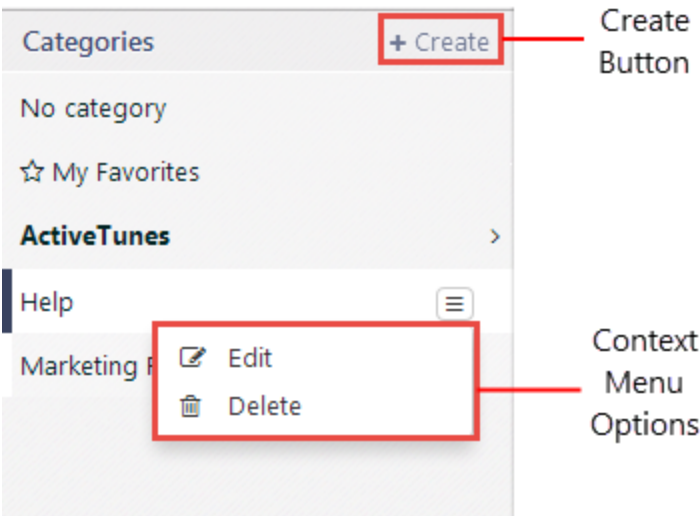 Categories
+ Create
Create
Button
No category
My Favorites
ActiveTunes
Help
Marketing
Edit
Delete
Context
Menu
Options